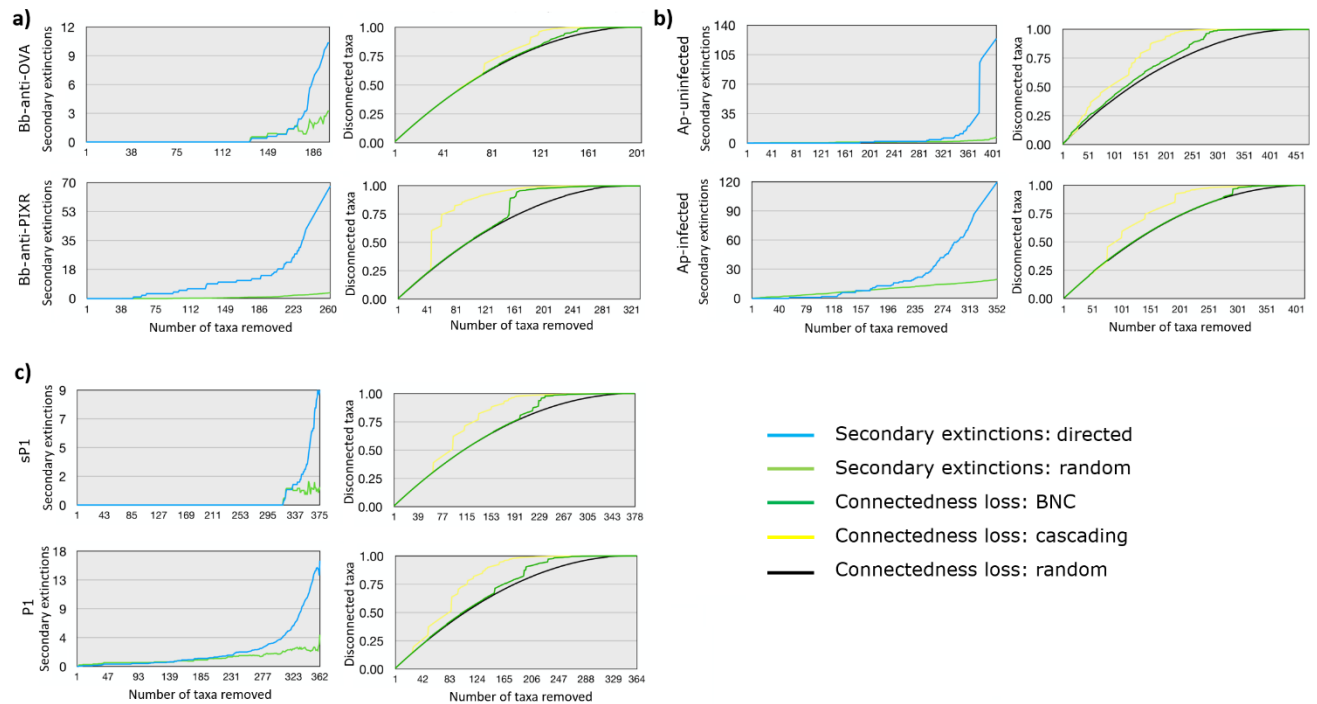 a)
Bb-anti-OVA
Secondary extinctions
12
9
6
3
0
1 38 75 112 149 186
Disconnected taxa
1.00
0.75
0.50
0.25
0.00
1 41 81 121 161 201
Bb-anti-PIXR
Secondary extinctions
70
53
35
18
0
1 38 75 112 149 186 223 260
Number of taxa removed
Disconnected taxa
1.00
0.75
0.50
0.25
0.00
1 41 81 121 161 201 241 281 321
Number of taxa removed
b)
Ap-uninfected
Secondary extinctions
140
105
70
35
0
1 41 81 121 161 201 241 281 321 361 401
Disconnected taxa
1.00
0.75
0.50
0.25
0.00
1 51 101 151 201 251 301 351 401 451
Ap-infected
Secondary extinctions
120
90
60
30
0
1 40 79 118 157 196 235 274 313 352
Number of taxa removed
Disconnected taxa
1.00
0.75
0.50
0.25
0.00
1 51 101 151 201 251 301 351 401
Number of taxa removed
c)
sP1
Secondary extinctions
9
7
5
2
0
1 43 85 127 169 211 253 295 337 375
Disconnected taxa
1.00
0.75
0.50
0.25
0.00
1 39 77 115 153 191 229 267 305 343 378
P1
Secondary extinctions
18
13
9
4
0
1 47 93 139 185 231 277 323 362
Number of taxa removed
Disconnected taxa
1.00
0.75
0.50
0.25
0.00
1 42 83 124 165 206 247 288 329 364
Number of taxa removed
Secondary extinctions: directed
Secondary extinctions: random
Connectedness loss: BNC
Connectedness loss: cascading
Connectedness loss: random